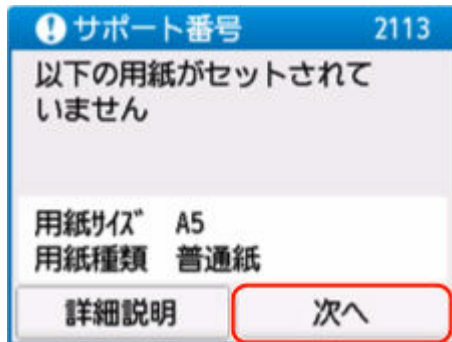 サポート番号 2113
以下の用紙がセットされて
いません
用紙サイズ A5
用紙種類 普通紙
詳細説明 次へ